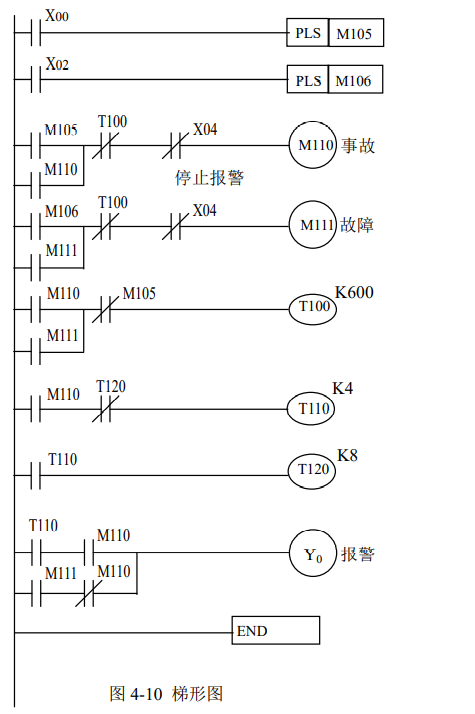 X00
PLS M105
X02
PLS M106
M105 T100 X04
M110 事故
M110
停止报警
M106 T100 X04
M111 故障
M111
M110 M105 K600
T100
M111
M110 T120 K4
T110
T110 K8
T120
T110 M110
Y0 报警
M111 M110
END
图 4-10 梯形图